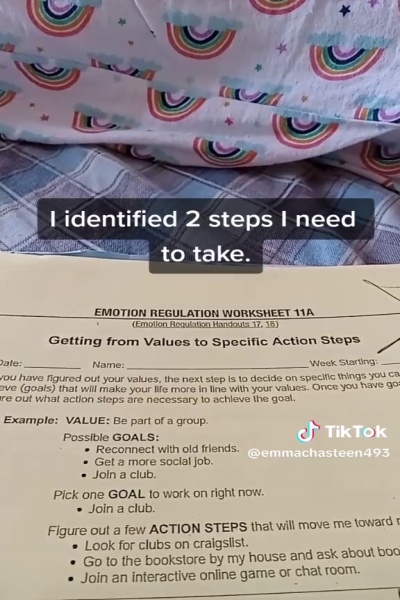 I identified 2 steps I need
to take.
EMOTION REGULATION WORKSHEET 11A
(Emotion Regulation Handouts 17, 18)
Getting from Values to Specific Action Steps
Date: Name: Week Starting:
you have figured out your values, the next step is to decide on specific things you
(goals) that will make your life more in line with your values. Once you have
out what action steps are necessary to achieve the goal.
Example: VALUE: Be part of a group.
Possible GOALS:
• Reconnect with old friends.
• Get a more social job.
• Join a club.
TikTok
@emmachasteen493
Pick one GOAL to work on right now.
• Join a club.
Figure out a few ACTION STEPS that will move me toward
• Look for clubs on craigslist.
• Go to the bookstore by my house and ask about
• Join an interactive online game or chat room.